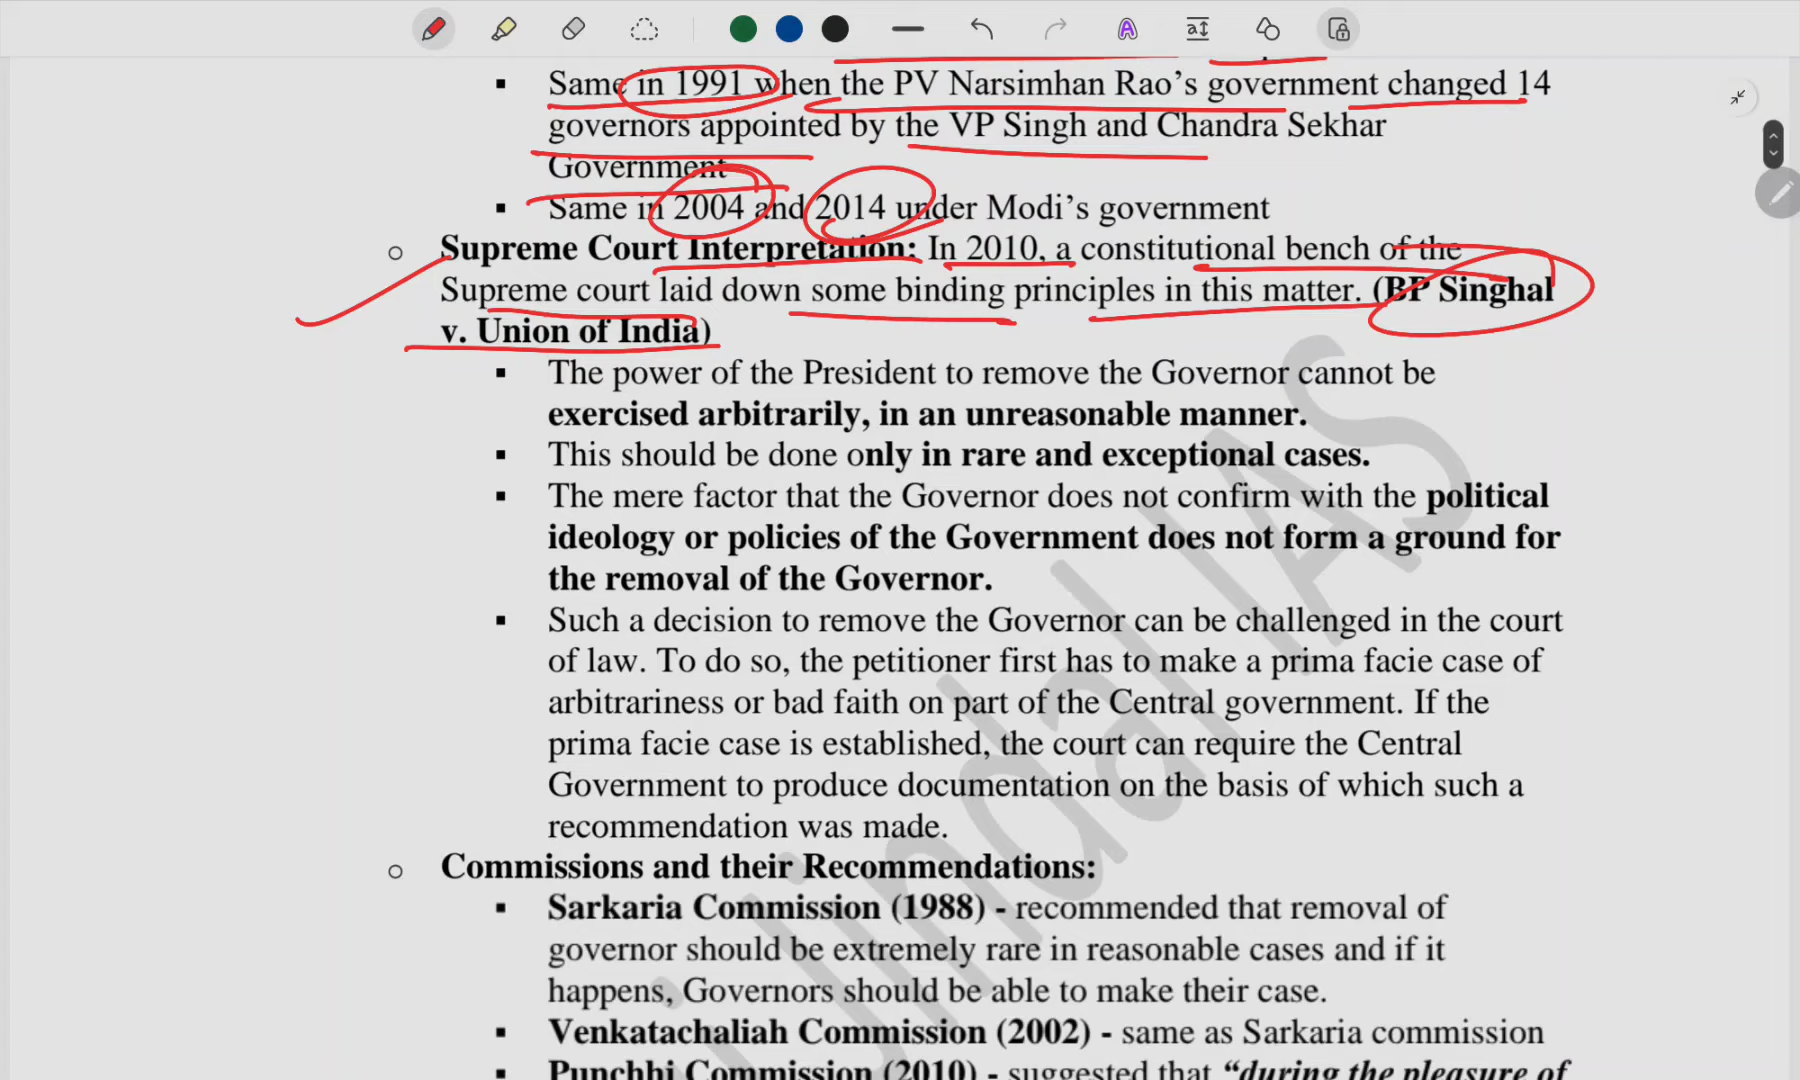 ▪ Same in 1991 when the PV Narsimhan Rao's government changed 14
governors appointed by the VP Singh and Chandra Sekhar
Government
▪ Same in 2004 and 2014 under Modi's government
o Supreme Court Interpretation: In 2010, a constitutional bench of the
Supreme court laid down some binding principles in this matter. (BP Singhal
v. Union of India)
▪ The power of the President to remove the Governor cannot be
exercised arbitrarily, in an unreasonable manner.
▪ This should be done only in rare and exceptional cases.
▪ The mere factor that the Governor does not confirm with the political
ideology or policies of the Government does not form a ground for
the removal of the Governor.
▪ Such a decision to remove the Governor can be challenged in the court
of law. To do so, the petitioner first has to make a prima facie case of
arbitrariness or bad faith on part of the Central government. If the
prima facie case is established, the court can require the Central
Government to produce documentation on the basis of which such a
recommendation was made.
o Commissions and their Recommendations:
▪ Sarkaria Commission (1988) - recommended that removal of
governor should be extremely rare in reasonable cases and if it
happens, Governors should be able to make their case.
▪ Venkatachaliah Commission (2002) - same as Sarkaria commission
▪ Punchhi Commission (2010) - suggested that "during the pleasure of
Jindal IAS